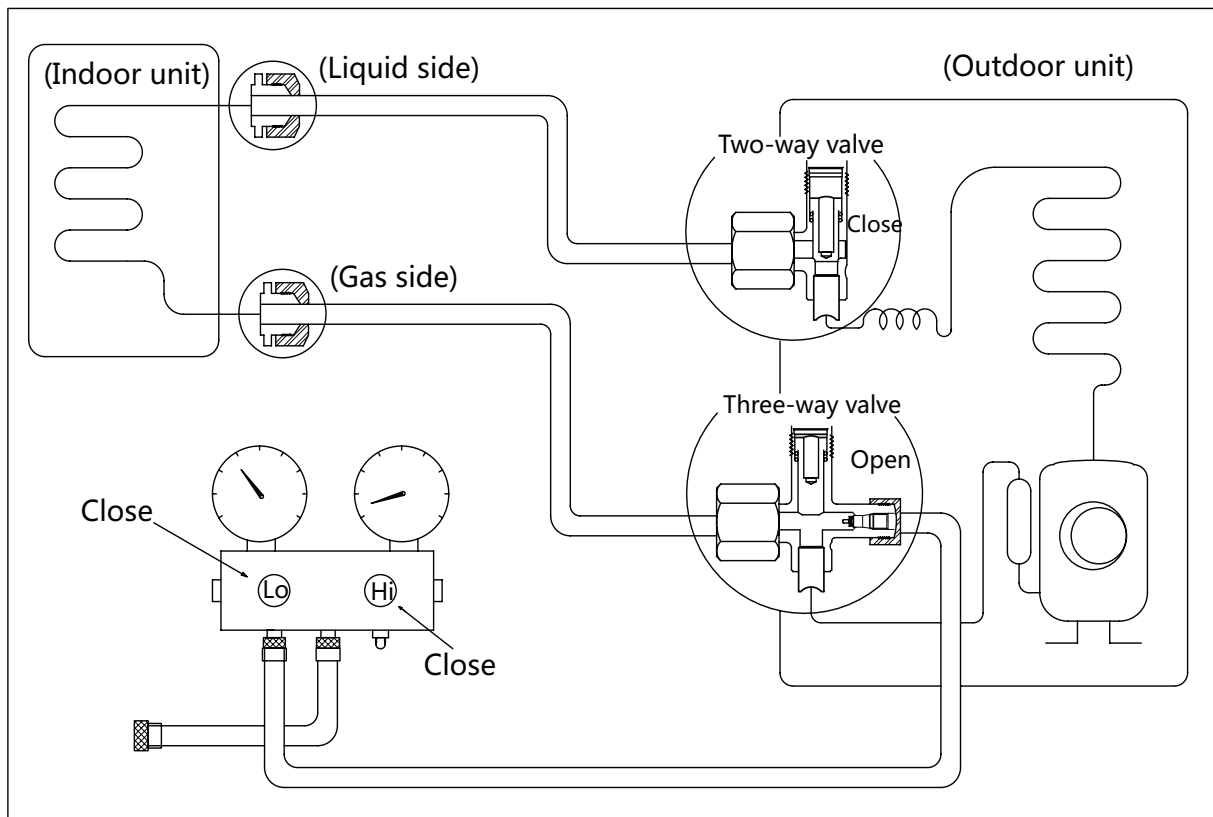 (Indoor unit)
(Liquid side)
(Outdoor unit)
Two-way valve
Close
(Gas side)
Three-way valve
Open
Close
Lo
Hi
Close